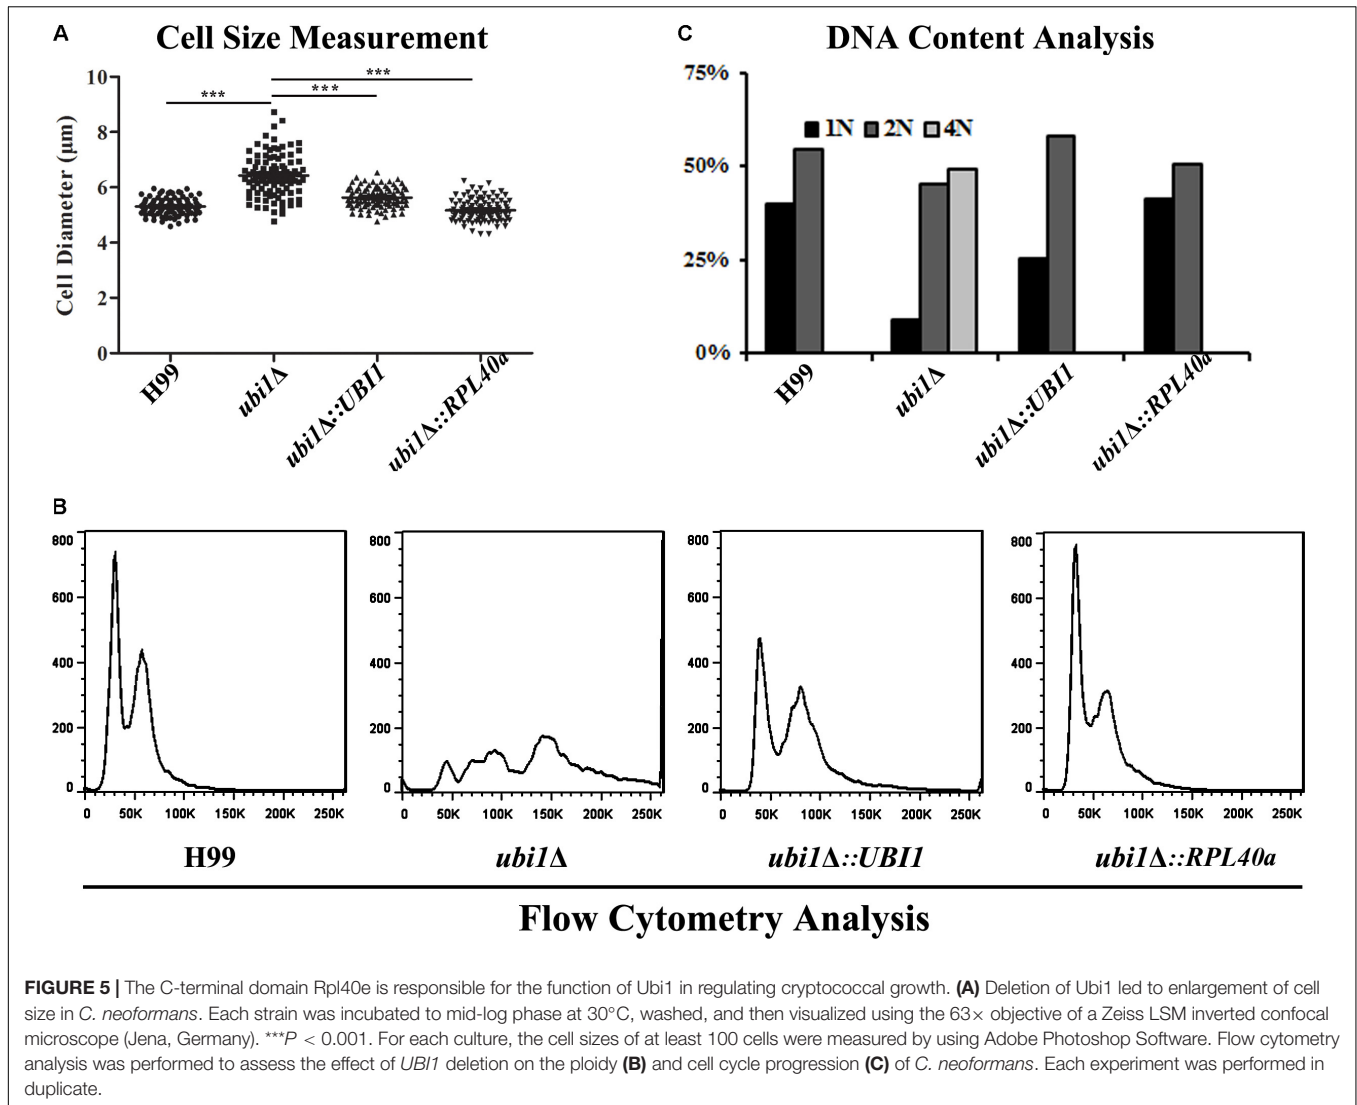 A
Cell Size Measurement
Cell Diameter (μm)
10
8
6
4
2
0
***
***
***
H99
ubi1Δ
ubi1Δ::UBI1
ubi1Δ::RPL40a
C
DNA Content Analysis
75%
50%
25%
0%
1N 2N 4N
H99
ubi1Δ
ubi1Δ::UBI1
ubi1Δ::RPL40a
B
800
600
400
200
0
0 50K 100K 150K 200K 250K
H99
800
600
400
200
0
0 50K 100K 150K 200K 250K
ubi1Δ
800
600
400
200
0
0 50K 100K 150K 200K 250K
ubi1Δ::UBI1
800
600
400
200
0
0 50K 100K 150K 200K 250K
ubi1Δ::RPL40a
Flow Cytometry Analysis
FIGURE 5 | The C-terminal domain Rpl40e is responsible for the function of Ubi1 in regulating cryptococcal growth. (A) Deletion of Ubi1 led to enlargement of cell
size in C. neoformans. Each strain was incubated to mid-log phase at 30°C, washed, and then visualized using the 63× objective of a Zeiss LSM inverted confocal
microscope (Jena, Germany). ***P < 0.001. For each culture, the cell sizes of at least 100 cells were measured by using Adobe Photoshop Software. Flow cytometry
analysis was performed to assess the effect of UBI1 deletion on the ploidy (B) and cell cycle progression (C) of C. neoformans. Each experiment was performed in
duplicate.